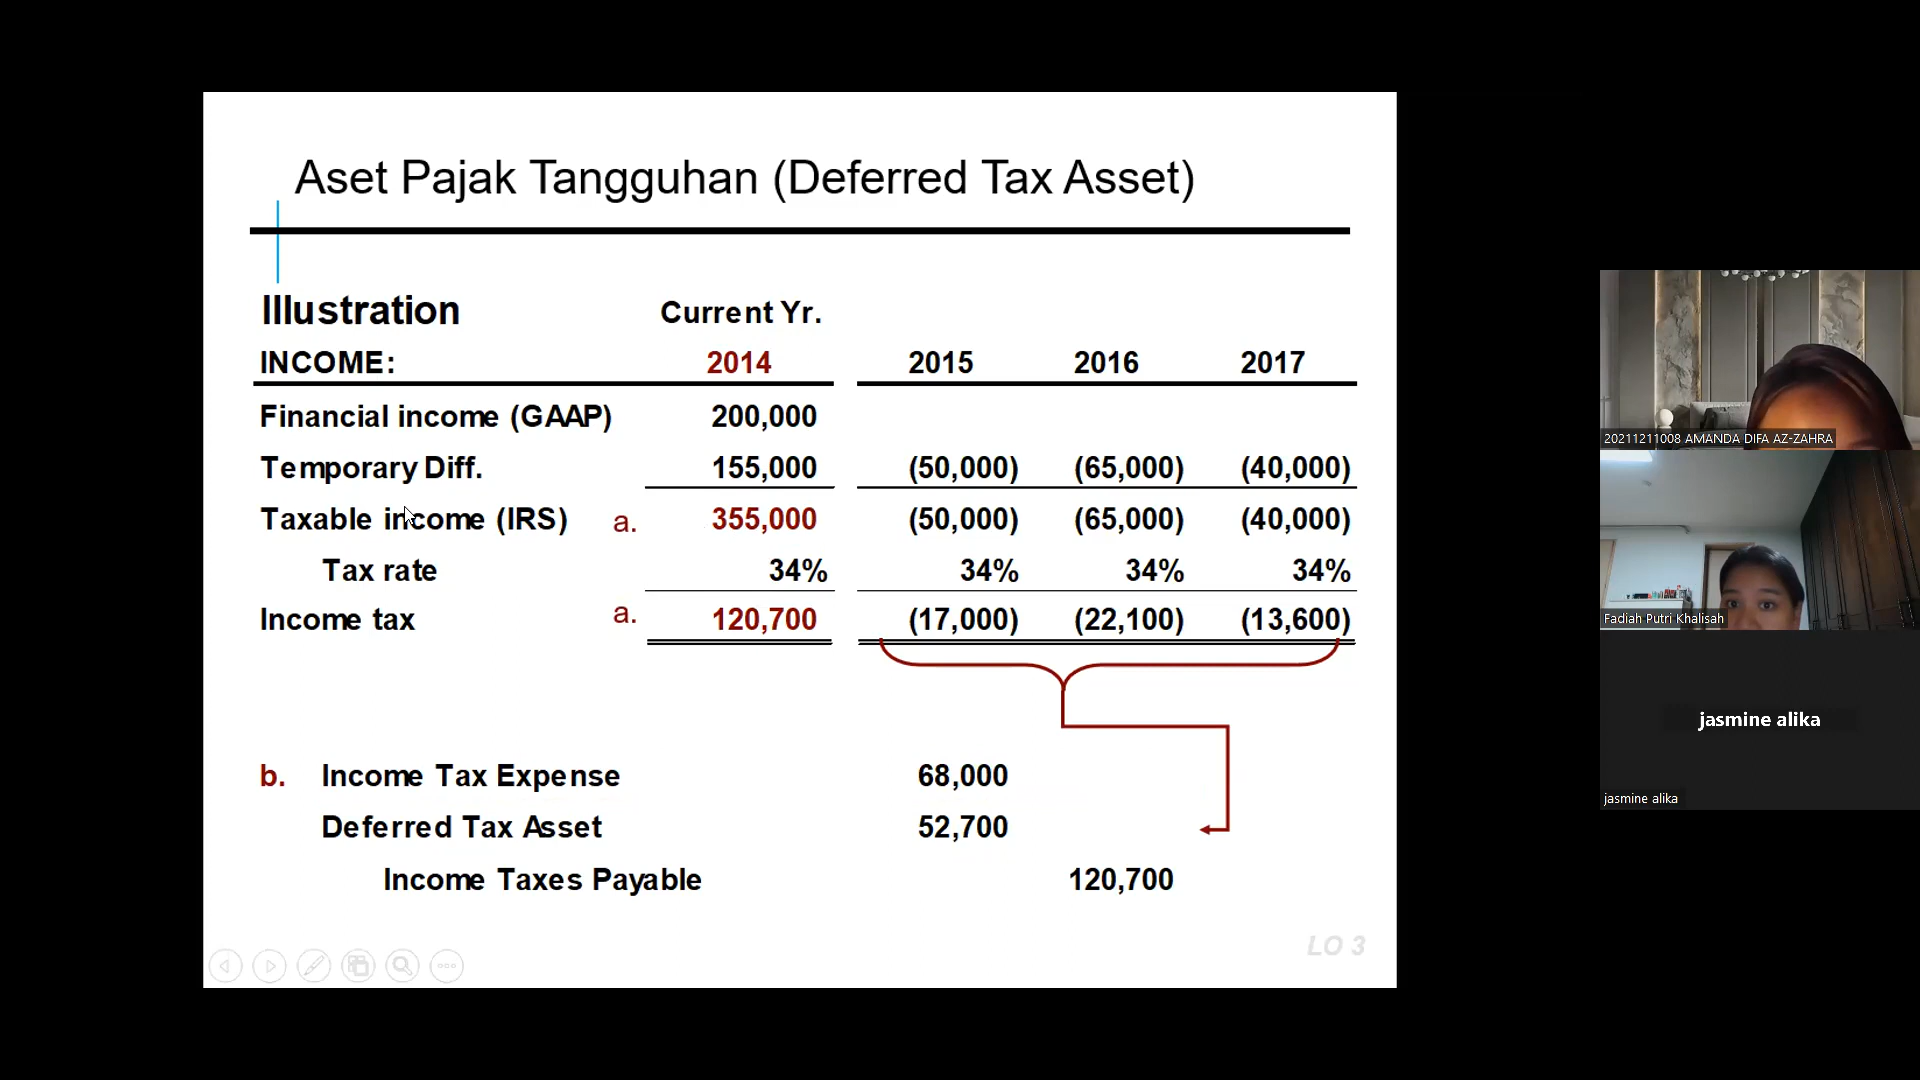 Aset Pajak Tangguhan (Deferred Tax Asset)
Illustration Current Yr.
INCOME: 2014 2015 2016 2017
Financial income (GAAP) 200,000
Temporary Diff. 155,000 (50,000) (65,000) (40,000)
Taxable income (IRS) a. 355,000 (50,000) (65,000) (40,000)
Tax rate 34% 34% 34% 34%
Income tax a. 120,700 (17,000) (22,100) (13,600)
b. Income Tax Expense 68,000
Deferred Tax Asset 52,700
Income Taxes Payable 120,700
LO 3
20211211008 AMANDA DIFA AZ-ZAHRA
Fadiah Putri Khalisah
jasmine alika
jasmine alika